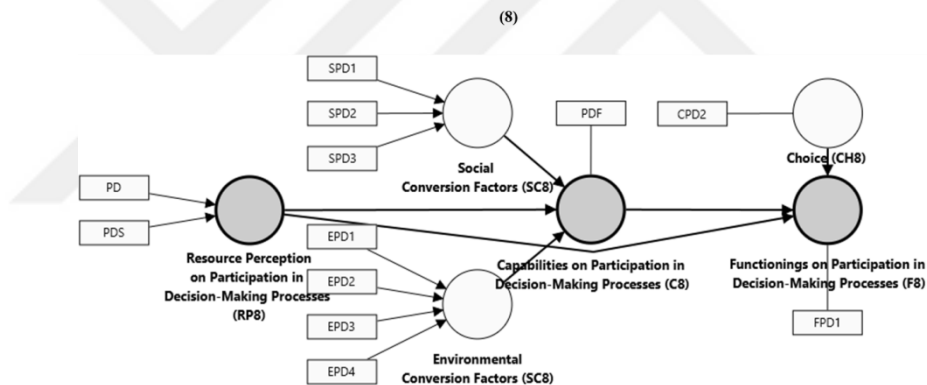 (8)
SPD1
SPD2
SPD3
Social
Conversion Factors (SC8)
PDF
CPD2
Choice (CH8)
PD
PDS
Resource Perception
on Participation in
Decision-Making Processes
(RP8)
EPD1
EPD2
EPD3
EPD4
Environmental
Conversion Factors (SC8)
Capabilities on Participation in
Decision-Making Processes (C8)
Functionings on Participation in
Decision-Making Processes (F8)
FPD1